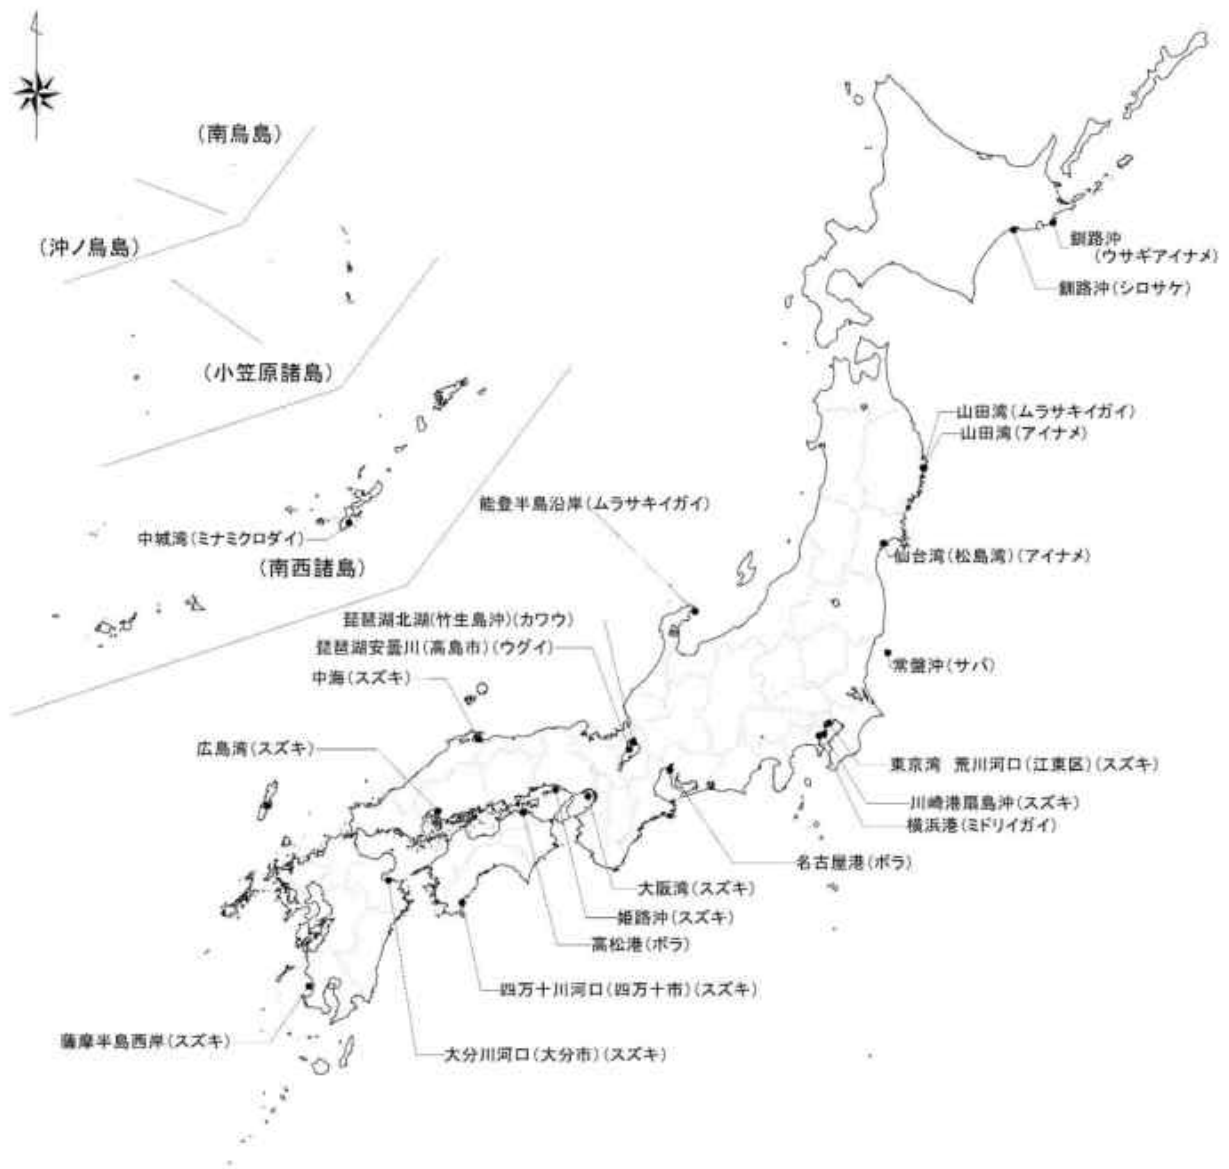 (南鳥島)
(沖ノ鳥島)
釧路沖
(ウサギアイナメ)
釧路沖(シロサケ)
(小笠原諸島)
山田湾(ムラサキイガイ)
山田湾(アイナメ)
能登半島沿岸(ムラサキイガイ)
中城湾(ミナミクロダイ)
仙台湾(松島湾)(アイナメ)
(南西諸島)
琵琶湖北湖(竹生島沖)(カワウ)
琵琶湖安曇川(高島市)(ウグイ)
常盤沖(サバ)
中海(スズキ)
広島湾(スズキ)
東京湾 荒川河口(江東区)(スズキ)
川崎港扇島沖(スズキ)
横浜港(ミドリイガイ)
名古屋港(ボラ)
大阪湾(スズキ)
姫路沖(スズキ)
高松港(ボラ)
四万十川河口(四万十市)(スズキ)
薩摩半島西岸(スズキ)
大分川河口(大分市)(スズキ)